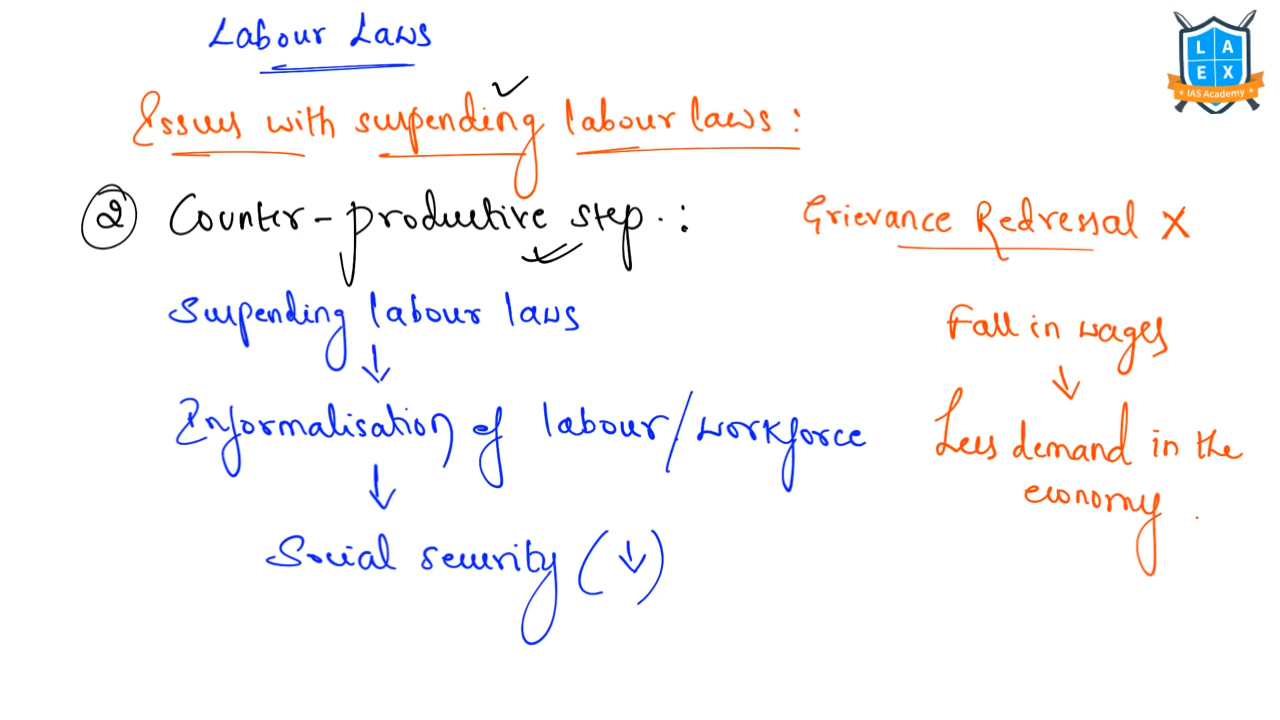 Labour Laws
Issues with suspending labour laws :
② Counter-productive step. :
Suspending labour laws
↓
Informalisation of labour/workforce
↓
Social security (↓)
Grievance Redressal X
Fall in wages
↓
Less demand in the
economy.
L A
E X
IAS Academy